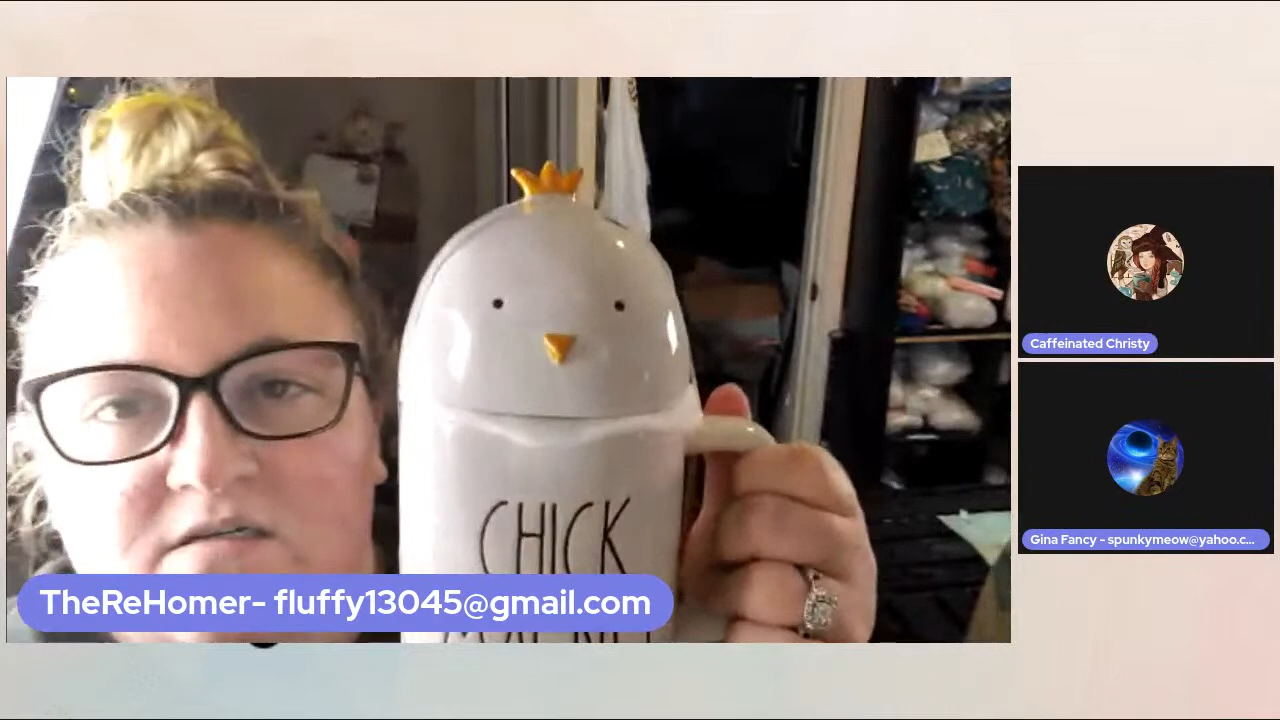 CHICK
TheReHomer- fluffy13045@gmail.com
Caffeinated Christy
Gina Fancy - spunkymeow@yahoo.c...